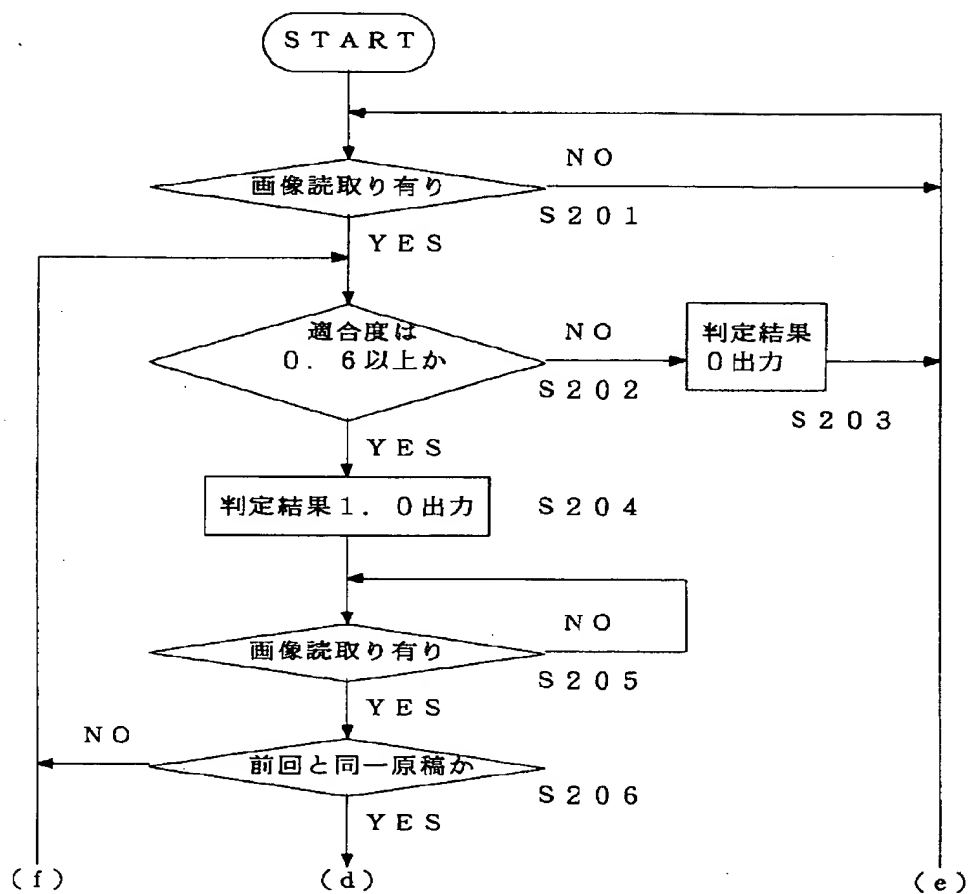 START
NO
画像読取り有り
S201
YES
適合度は
0.6以上か
NO
判定結果
0出力
S202
S203
YES
判定結果1.0出力
S204
NO
画像読取り有り
S205
YES
NO
前回と同一原稿か
S206
YES
(f)
(d)
(e)